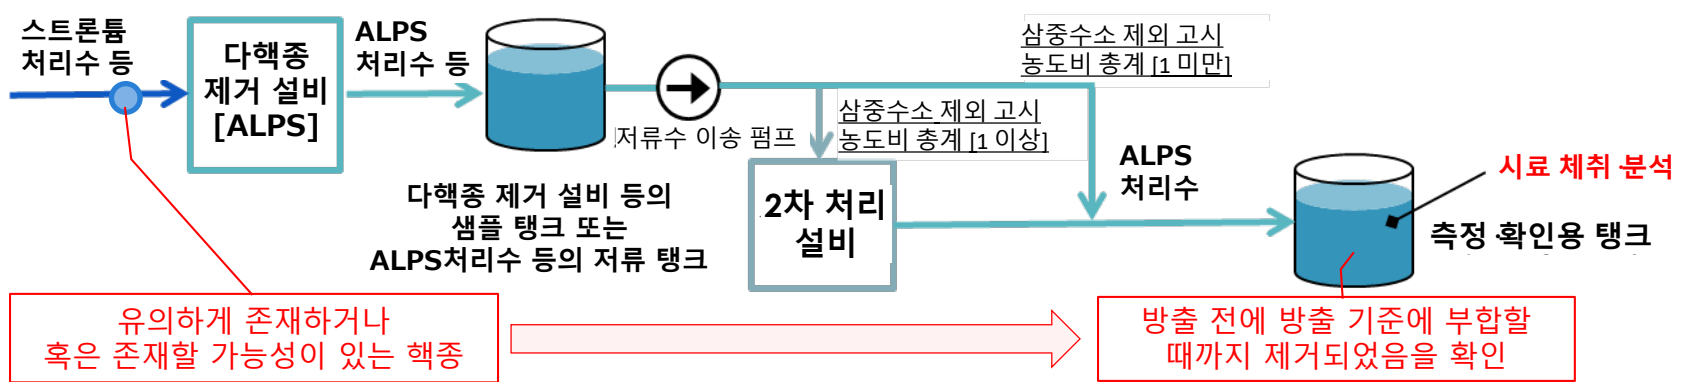 스트론튬
처리수 등
다핵종
제거 설비
[ALPS]
ALPS
처리수 등
저류수 이송 펌프
다핵종 제거 설비 등의
샘플 탱크 또는
ALPS처리수 등의 저류 탱크
삼중수소 제외 고시
농도비 총계 [1 미만]
삼중수소 제외 고시
농도비 총계 [1 이상]
2차 처리
설비
ALPS
처리수
시료 채취·분석
측정·확인용 탱크
유의하게 존재하거나
혹은 존재할 가능성이 있는 핵종
방출 전에 방출 기준에 부합할
때까지 제거되었음을 확인